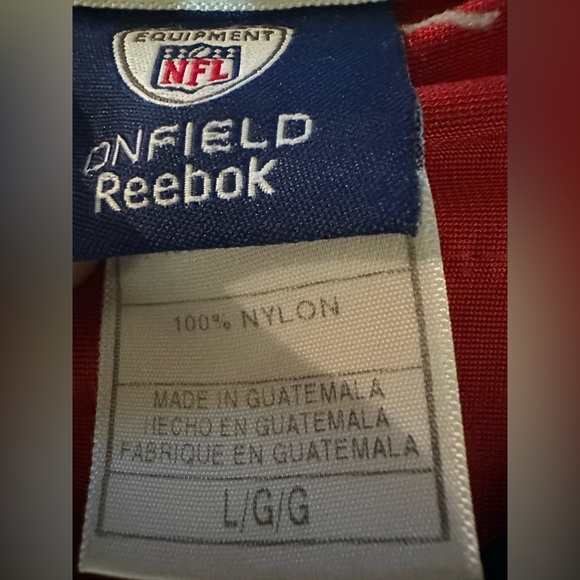 EQUIPMENT
NFL
ONFIELD
Reebok
100% NYLON
MADE IN GUATEMALA
HECHO EN GUATEMALA
FABRIQUE EN GUATEMALA
L/G/G